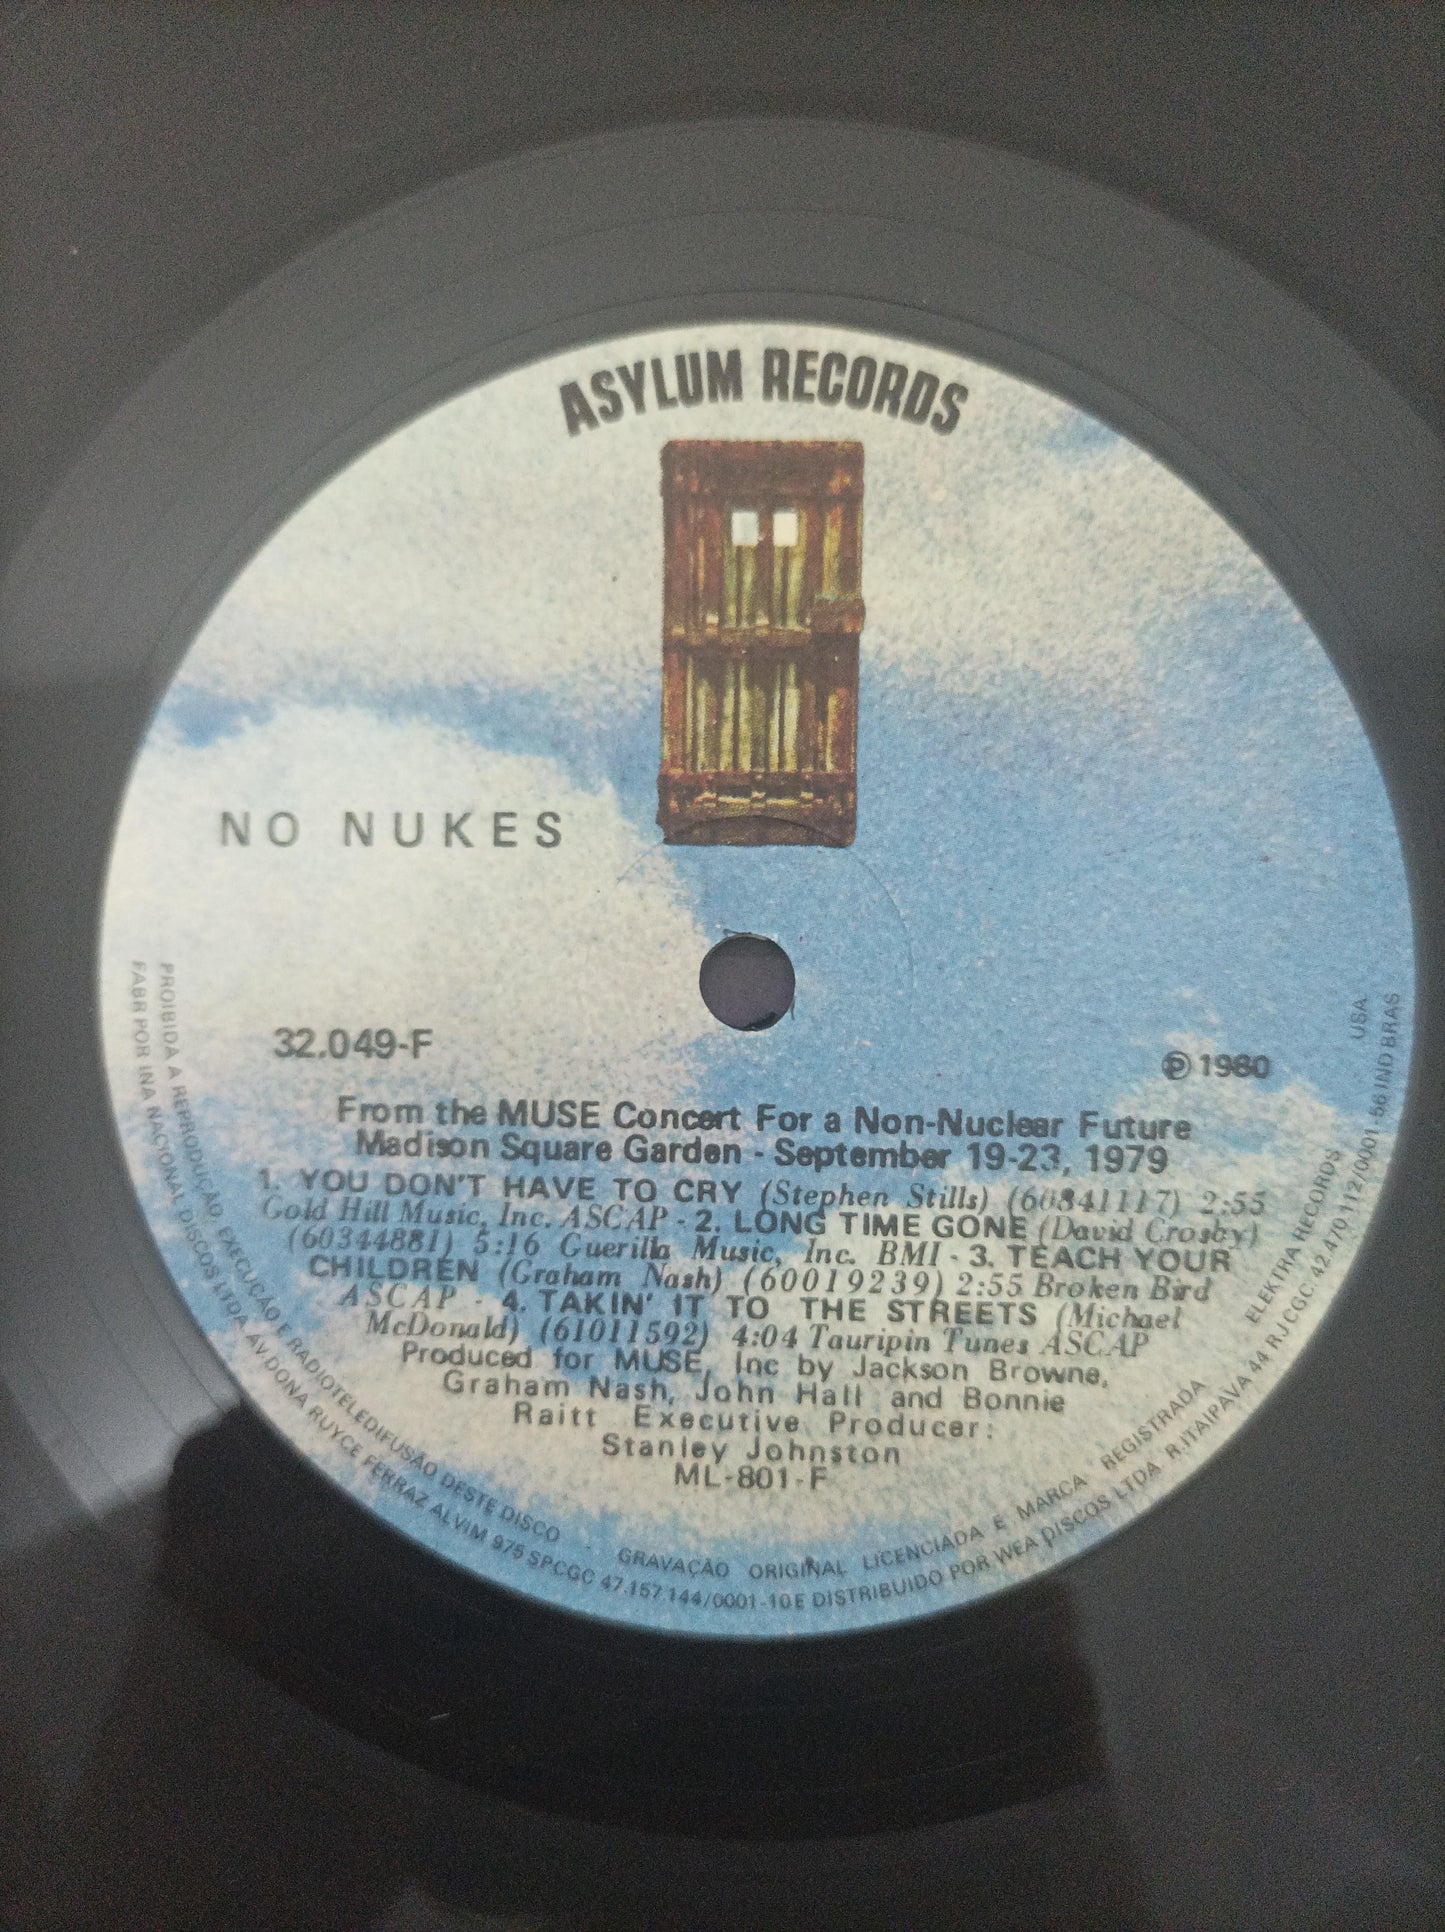 ASYLUM RECORDS
NO NUKES
32.049-F
℗ 1980
From the MUSE Concert For a Non-Nuclear Future
Madison Square Garden - September 19-23, 1979
1. YOU DON'T HAVE TO CRY (Stephen Stills) (60841117) 2:55
Gold Hill Music, Inc. ASCAP - 2. LONG TIME GONE (David Crosby)
(60344881) 5:16 Guerilla Music, Inc. BMI - 3. TEACH YOUR
CHILDREN (Graham Nash) (60019239) 2:55 Broken Bird
ASCAP - 4. TAKIN' IT TO THE STREETS (Michael
McDonald) (61011592) 4:04 Tauripin Tunes ASCAP
Produced for MUSE, Inc by Jackson Browne,
Graham Nash, John Hall and Bonnie
Raitt Executive Producer:
Stanley Johnston
ML-801-F
PROIBIDA A REPRODUÇÃO, EXECUÇÃO E RADIOTELEDIFUSÃO DESTE DISCO - GRAVAÇÃO ORIGINAL LICENCIADA E MARCA REGISTRADA ELEKTRA RECORDS USA
FABR POR INA NACIONAL DISCOS LTDA AV.DONA RUYCE FERRAZ ALVIM 975 SP.CGC 47.157.144/0001-10 E DISTRIBUIDO POR WEA DISCOS LTDA R.ITAIPAVA 44 RJ CGC. 42.470.112/0001-56 IND BRAS